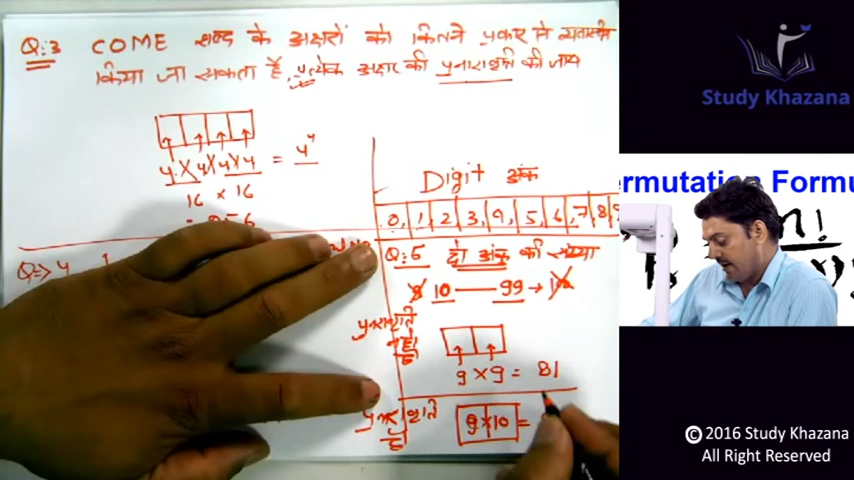 Q:3 COME शब्द के अक्षरों को कितने प्रकार से
किया जा सकता है, प्रत्येक अक्षर की पुनरावृत्ति की जाय
4 × 4 × 4 × 4 = 4⁴
16 × 16
Digit अंक
0, 1, 2, 3, 4, 5, 6, 7, 8, 9
Q:5 दो अंक की संख्या
10 — 99 →
पुनरावृत्ति
नहीं
है
9 × 9 = 81
पुनरावृत्ति
है
9 × 10 =
Study Khazana
ermutation Formu
n!
© 2016 Study Khazana
All Right Reserved